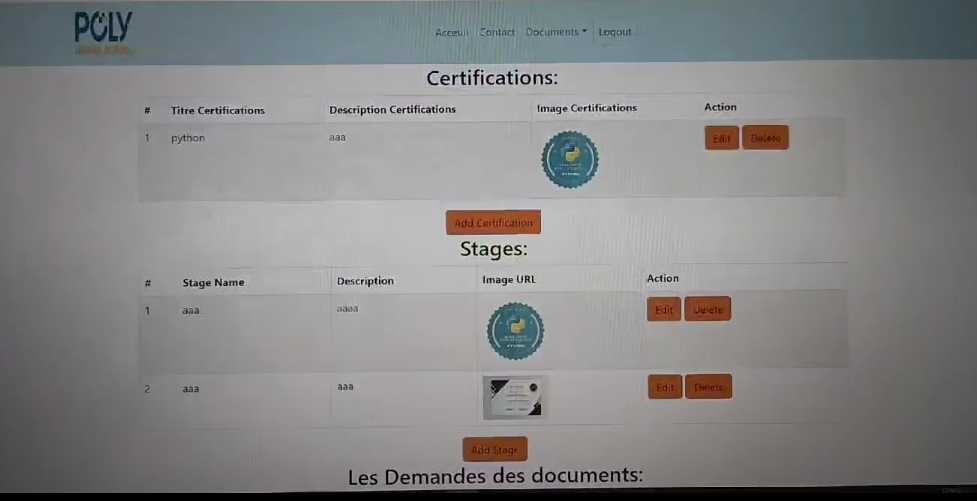 POLY
Acceuil Contact Documents Logout
Certifications:
# Titre Certifications Description Certifications Image Certifications Action
1 python aaa Edit Delete
Add Certification
Stages:
# Stage Name Description Image URL Action
1 aaa aaaa Edit Delete
2 aaa aaa Edit Delete
Add Stage
Les Demandes des documents: